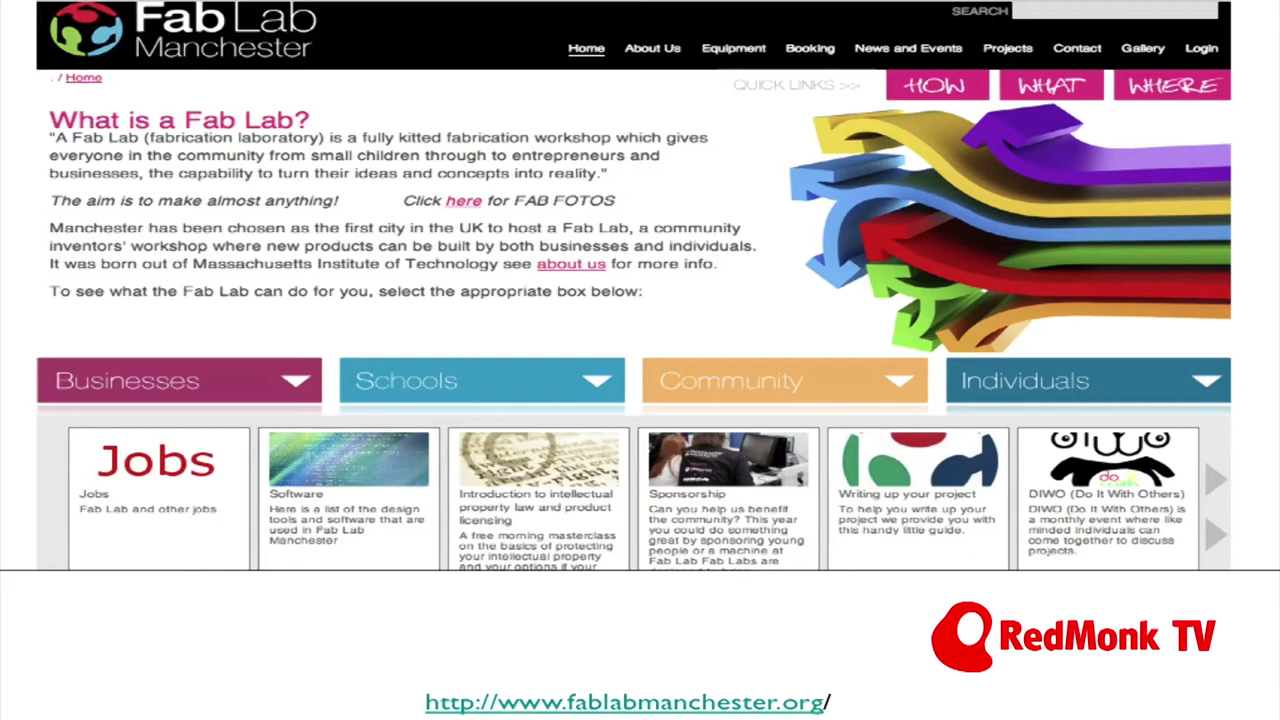 Fab Lab
Manchester
SEARCH
Home About Us Equipment Booking News and Events Projects Contact Gallery Login
. / Home
QUICK LINKS >> HOW WHAT WHERE
What is a Fab Lab?
"A Fab Lab (fabrication laboratory) is a fully kitted fabrication workshop which gives
everyone in the community from small children through to entrepreneurs and
businesses, the capability to turn their ideas and concepts into reality."
The aim is to make almost anything! Click here for FAB FOTOS
Manchester has been chosen as the first city in the UK to host a Fab Lab, a community
inventors' workshop where new products can be built by both businesses and individuals.
It was born out of Massachusetts Institute of Technology see about us for more info.
To see what the Fab Lab can do for you, select the appropriate box below:
Businesses Schools Community Individuals
Jobs
Jobs
Fab Lab and other jobs
Software
Here is a list of the design
tools and software that are
used in Fab Lab
Manchester
Introduction to intellectual
property law and product
licensing
A free morning masterclass
on the basics of protecting
your intellectual property
and your options if your
Sponsorship
Can you help us benefit
the community? This year
you could do something
great by sponsoring young
people or a machine at
Fab Lab Fab Labs are
Writing up your project
To help you write up your
project we provide you with
this handy little guide.
do
DIWO (Do It With Others)
DIWO (Do It With Others) is
a monthly event where like
minded individuals can
come together to discuss
projects.
RedMonk TV
http://www.fablabmanchester.org/